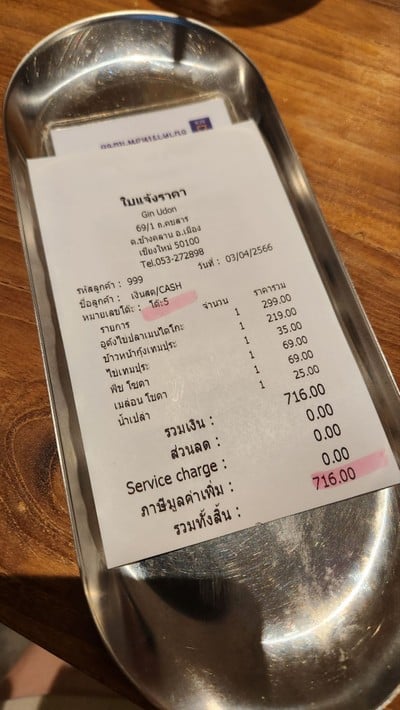 ใบแจ้งราคา
Gin Udon
69/1 ถ.คชสาร
ต.ช้างคลาน อ.เมือง
เชียงใหม่ 50100
Tel.053-272898
รหัสลูกค้า : 999 วันที่ : 03/04/2566
ชื่อลูกค้า : เงินสด/CASH
หมายเลขโต๊ะ : โต๊ะ5
รายการ จำนวน ราคารวม
อูด้งไข่ปลาเมนไตโกะ 1 299.00
ข้าวหน้ากุ้งเทมปุระ 1 219.00
ไข่เทมปุระ 1 35.00
พีช โซดา 1 69.00
เมล่อน โซดา 1 69.00
น้ำเปล่า 1 25.00
รวมเงิน : 716.00
ส่วนลด : 0.00
Service charge : 0.00
ภาษีมูลค่าเพิ่ม : 0.00
รวมทั้งสิ้น : 716.00